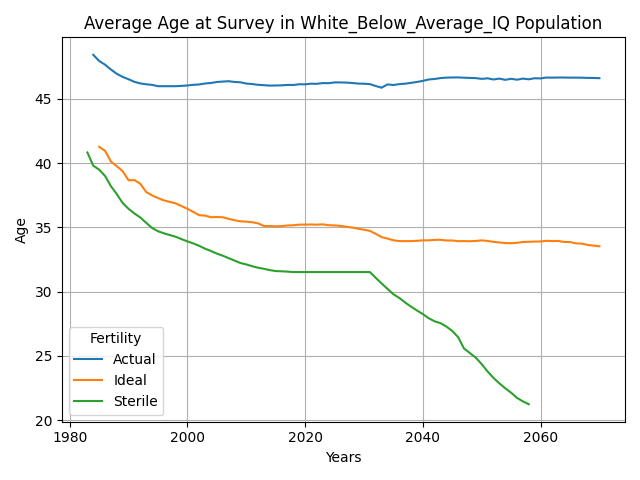 Average Age at Survey in White_Below_Average_IQ Population
Age
45
40
35
30
25
20
Fertility
Actual
Ideal
Sterile
1980 2000 2020 2040 2060
Years